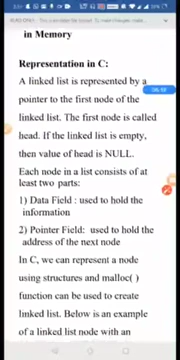 in Memory
Representation in C:
A linked list is represented by a
pointer to the first node of the
linked list. The first node is called
head. If the linked list is empty,
then value of head is NULL.
Each node in a list consists of at
least two parts:
1) Data Field : used to hold the
information
2) Pointer Field: used to hold the
address of the next node
In C, we can represent a node
using structures and malloc( )
function can be used to create
linked list. Below is an example
of a linked list node with an